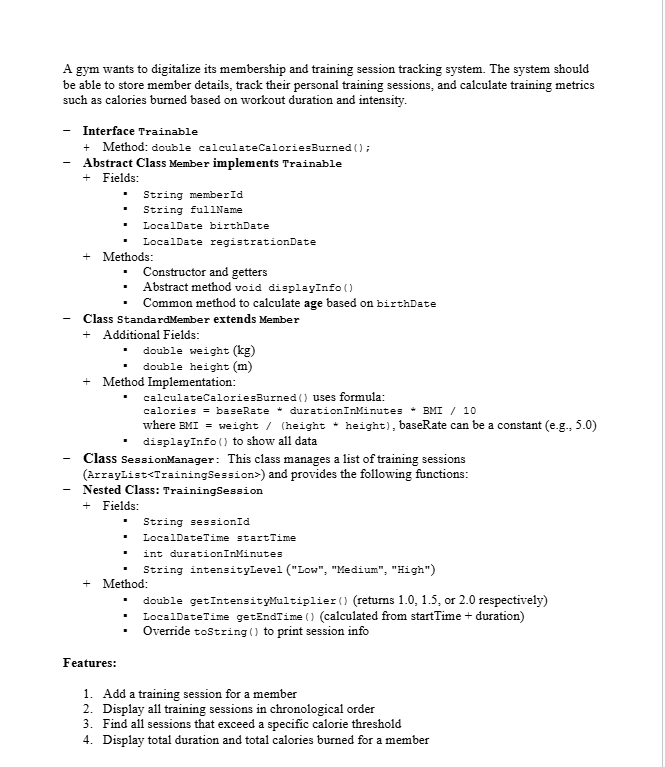 A gym wants to digitalize its membership and training session tracking system. The system should
be able to store member details, track their personal training sessions, and calculate training metrics
such as calories burned based on workout duration and intensity.
− Interface Trainable
+ Method: double calculateCaloriesBurned();
− Abstract Class Member implements Trainable
+ Fields:
▪ String memberId
▪ String fullName
▪ LocalDate birthDate
▪ LocalDate registrationDate
+ Methods:
▪ Constructor and getters
▪ Abstract method void displayInfo()
▪ Common method to calculate age based on birthDate
− Class StandardMember extends Member
+ Additional Fields:
▪ double weight (kg)
▪ double height (m)
+ Method Implementation:
▪ calculateCaloriesBurned() uses formula:
calories = baseRate * durationInMinutes * BMI / 10
where BMI = weight / (height * height), baseRate can be a constant (e.g., 5.0)
▪ displayInfo() to show all data
− Class SessionManager: This class manages a list of training sessions
(ArrayList<TrainingSession>) and provides the following functions:
− Nested Class: TrainingSession
+ Fields:
▪ String sessionId
▪ LocalDateTime startTime
▪ int durationInMinutes
▪ String intensityLevel ("Low", "Medium", "High")
+ Method:
▪ double getIntensityMultiplier() (returns 1.0, 1.5, or 2.0 respectively)
▪ LocalDateTime getEndTime() (calculated from startTime + duration)
▪ Override toString() to print session info
Features:
1. Add a training session for a member
2. Display all training sessions in chronological order
3. Find all sessions that exceed a specific calorie threshold
4. Display total duration and total calories burned for a member